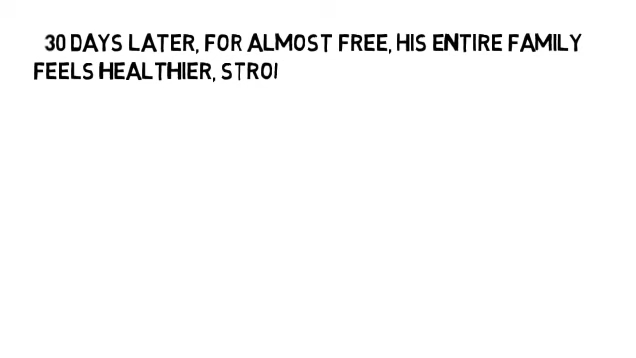 30 DAYS LATER, FOR ALMOST FREE, HIS ENTIRE FAMILY
FEELS HEALTHIER,